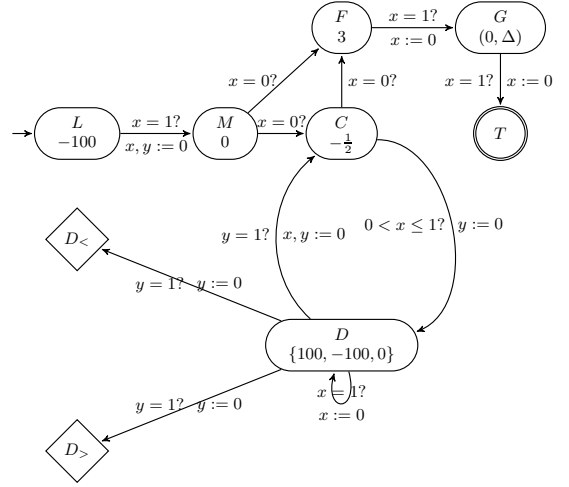 F
3
x = 1?
x := 0
G
(0, Δ)
x = 0?
x = 0?
x = 1?
x := 0
L
−100
x = 1?
x, y := 0
M
0
x = 0?
C
−1/2
T
D<
y = 1?
x, y := 0
0 < x ≤ 1?
y := 0
y = 1?
y := 0
D
{100, −100, 0}
y = 1?
y := 0
x = 1?
x := 0
D>